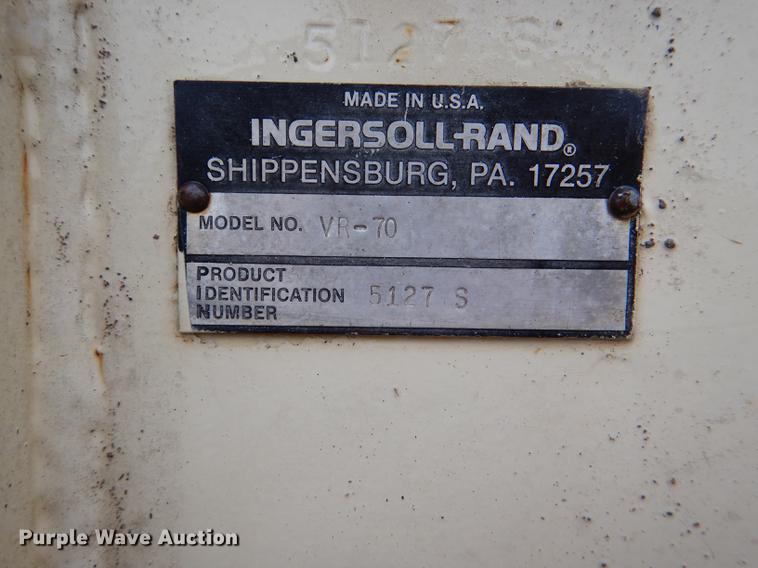 5127 S
MADE IN U.S.A.
INGERSOLL-RAND®
SHIPPENSBURG, PA. 17257
MODEL NO. VR-70
PRODUCT
IDENTIFICATION 5127 S
NUMBER
Purple Wave Auction